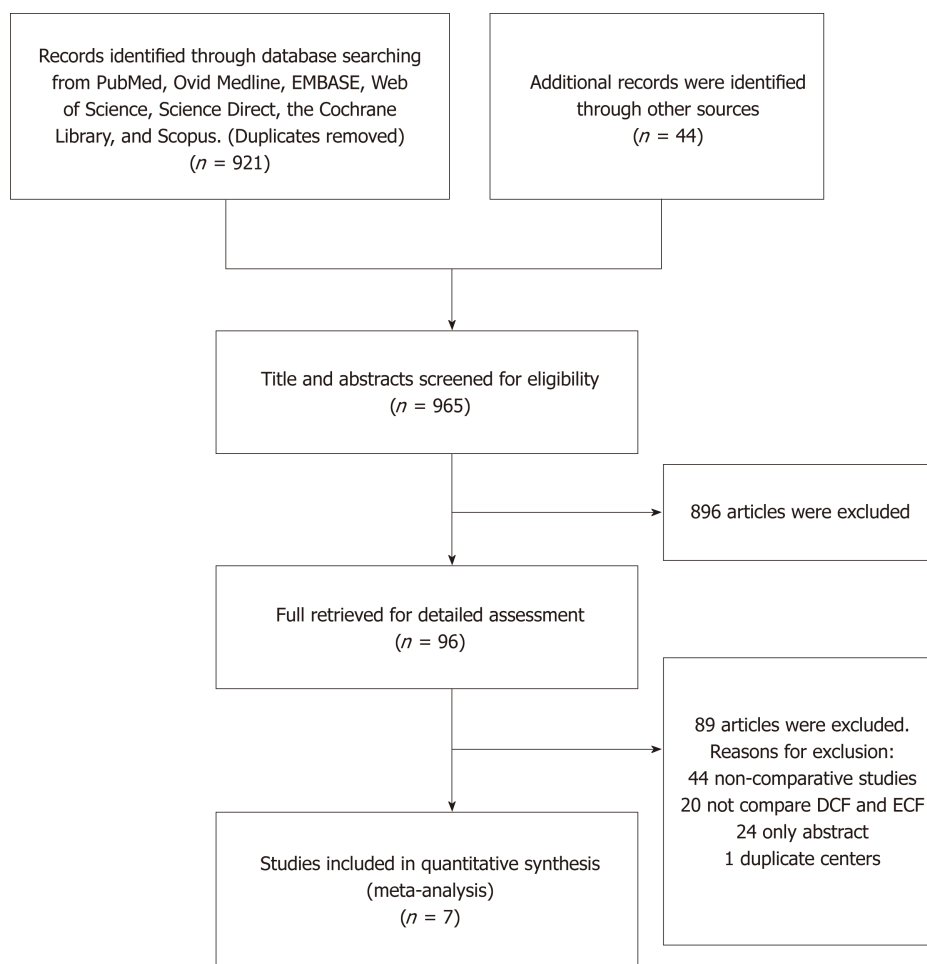 Records identified through database searching
from PubMed, Ovid Medline, EMBASE, Web
of Science, Science Direct, the Cochrane
Library, and Scopus. (Duplicates removed)
(n = 921)
Additional records were identified
through other sources
(n = 44)
Title and abstracts screened for eligibility
(n = 965)
896 articles were excluded
Full retrieved for detailed assessment
(n = 96)
89 articles were excluded.
Reasons for exclusion:
44 non-comparative studies
20 not compare DCF and ECF
24 only abstract
1 duplicate centers
Studies included in quantitative synthesis
(meta-analysis)
(n = 7)